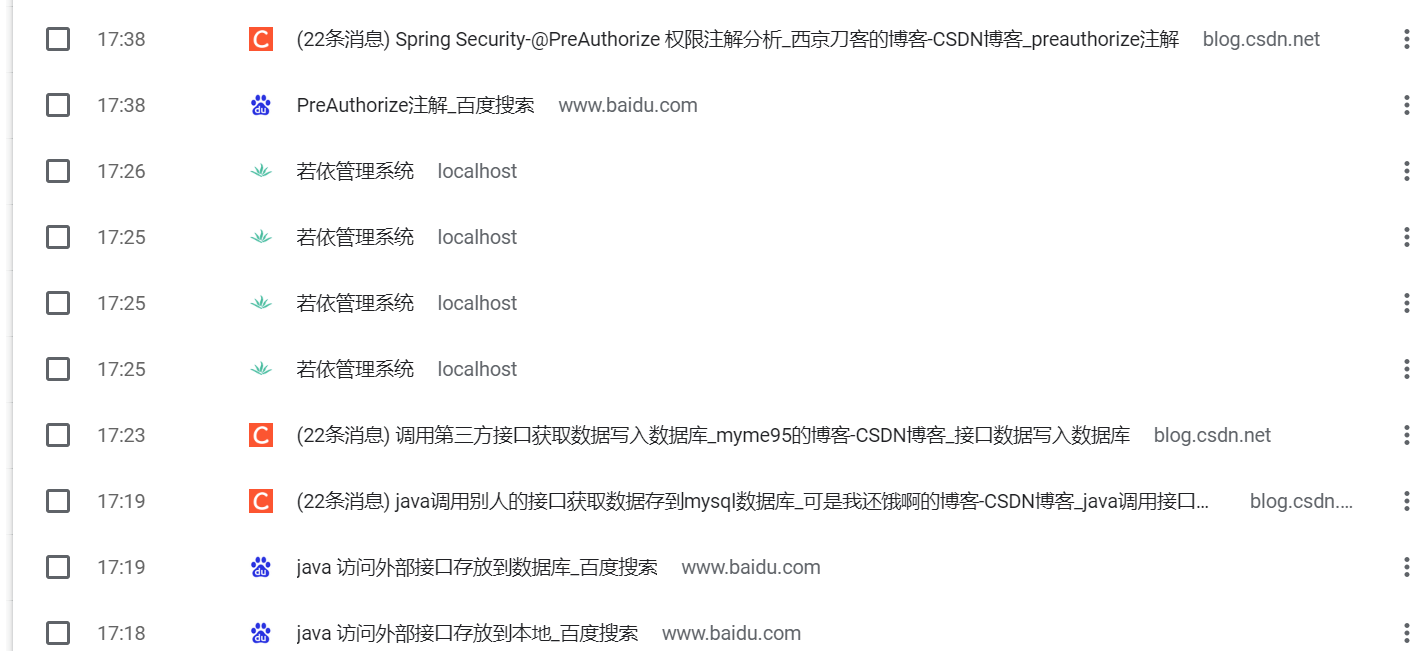 17:38 C (22条消息) Spring Security-@PreAuthorize 权限注解分析_西京刀客的博客-CSDN博客_preauthorize注解 blog.csdn.net
17:38 du PreAuthorize注解_百度搜索 www.baidu.com
17:26 若依管理系统 localhost
17:25 若依管理系统 localhost
17:25 若依管理系统 localhost
17:25 若依管理系统 localhost
17:23 C (22条消息) 调用第三方接口获取数据写入数据库_myme95的博客-CSDN博客_接口数据写入数据库 blog.csdn.net
17:19 C (22条消息) java调用别人的接口获取数据存到mysql数据库_可是我还饿啊的博客-CSDN博客_java调用接口... blog.csdn....
17:19 du java 访问外部接口存放到数据库_百度搜索 www.baidu.com
17:18 du java 访问外部接口存放到本地_百度搜索 www.baidu.com